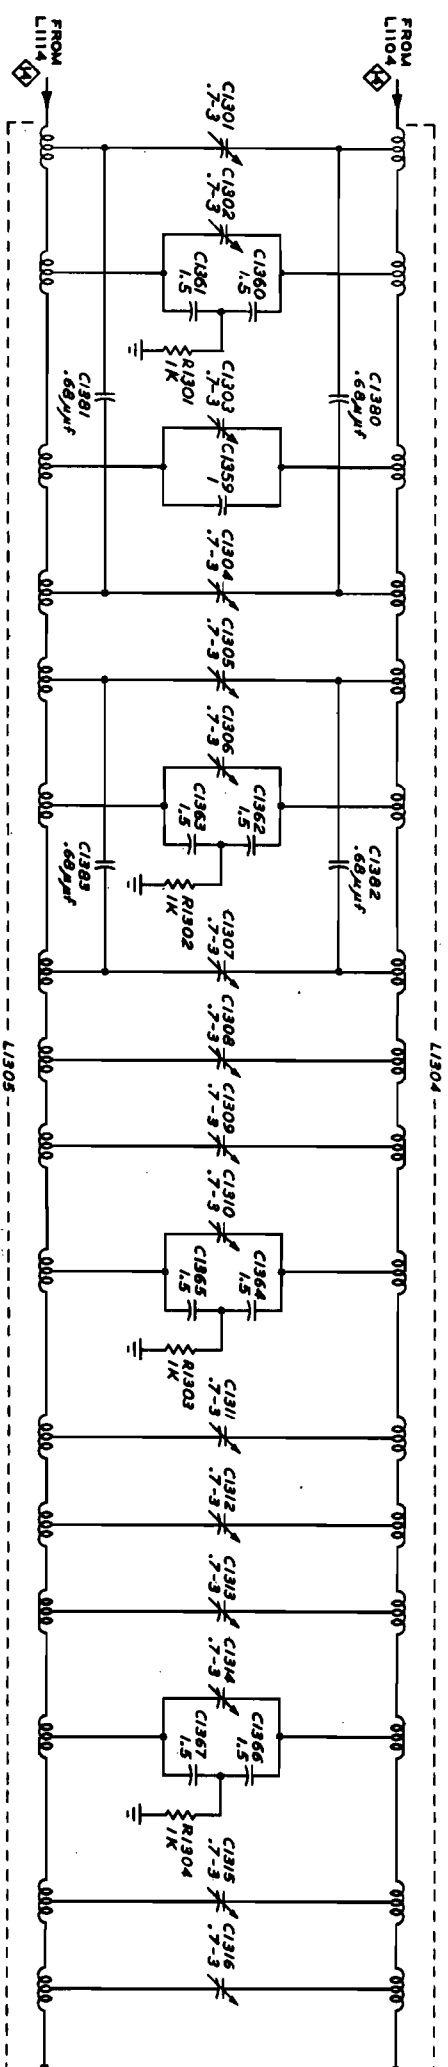 FROM
L1104
FROM
L1114
C1301
.7-3
C1302
.7-3
C1360
1.5
C1361
1.5
R1301
1K
C1380
.68μμf
C1381
.68μμf
C1303
.7-3
C1359
1
C1304
.7-3
C1305
.7-3
C1306
.7-3
C1362
1.5
C1363
1.5
R1302
1K
C1382
.68μμf
C1383
.68μμf
C1307
.7-3
C1308
.7-3
L1304
L1305
C1309
.7-3
C1310
.7-3
C1364
1.5
C1365
1.5
R1303
1K
C1311
.7-3
C1312
.7-3
C1313
.7-3
C1314
.7-3
C1366
1.5
C1367
1.5
R1304
1K
C1315
.7-3
C1316
.7-3